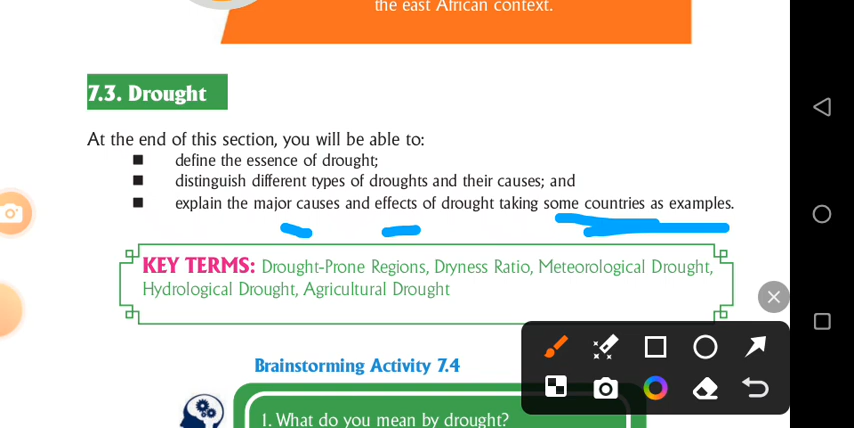 the east African context.
7.3. Drought
At the end of this section, you will be able to:
■ define the essence of drought;
■ distinguish different types of droughts and their causes; and
■ explain the major causes and effects of drought taking some countries as examples.
KEY TERMS: Drought-Prone Regions, Dryness Ratio, Meteorological Drought,
Hydrological Drought, Agricultural Drought
Brainstorming Activity 7.4
1. What do you mean by drought?